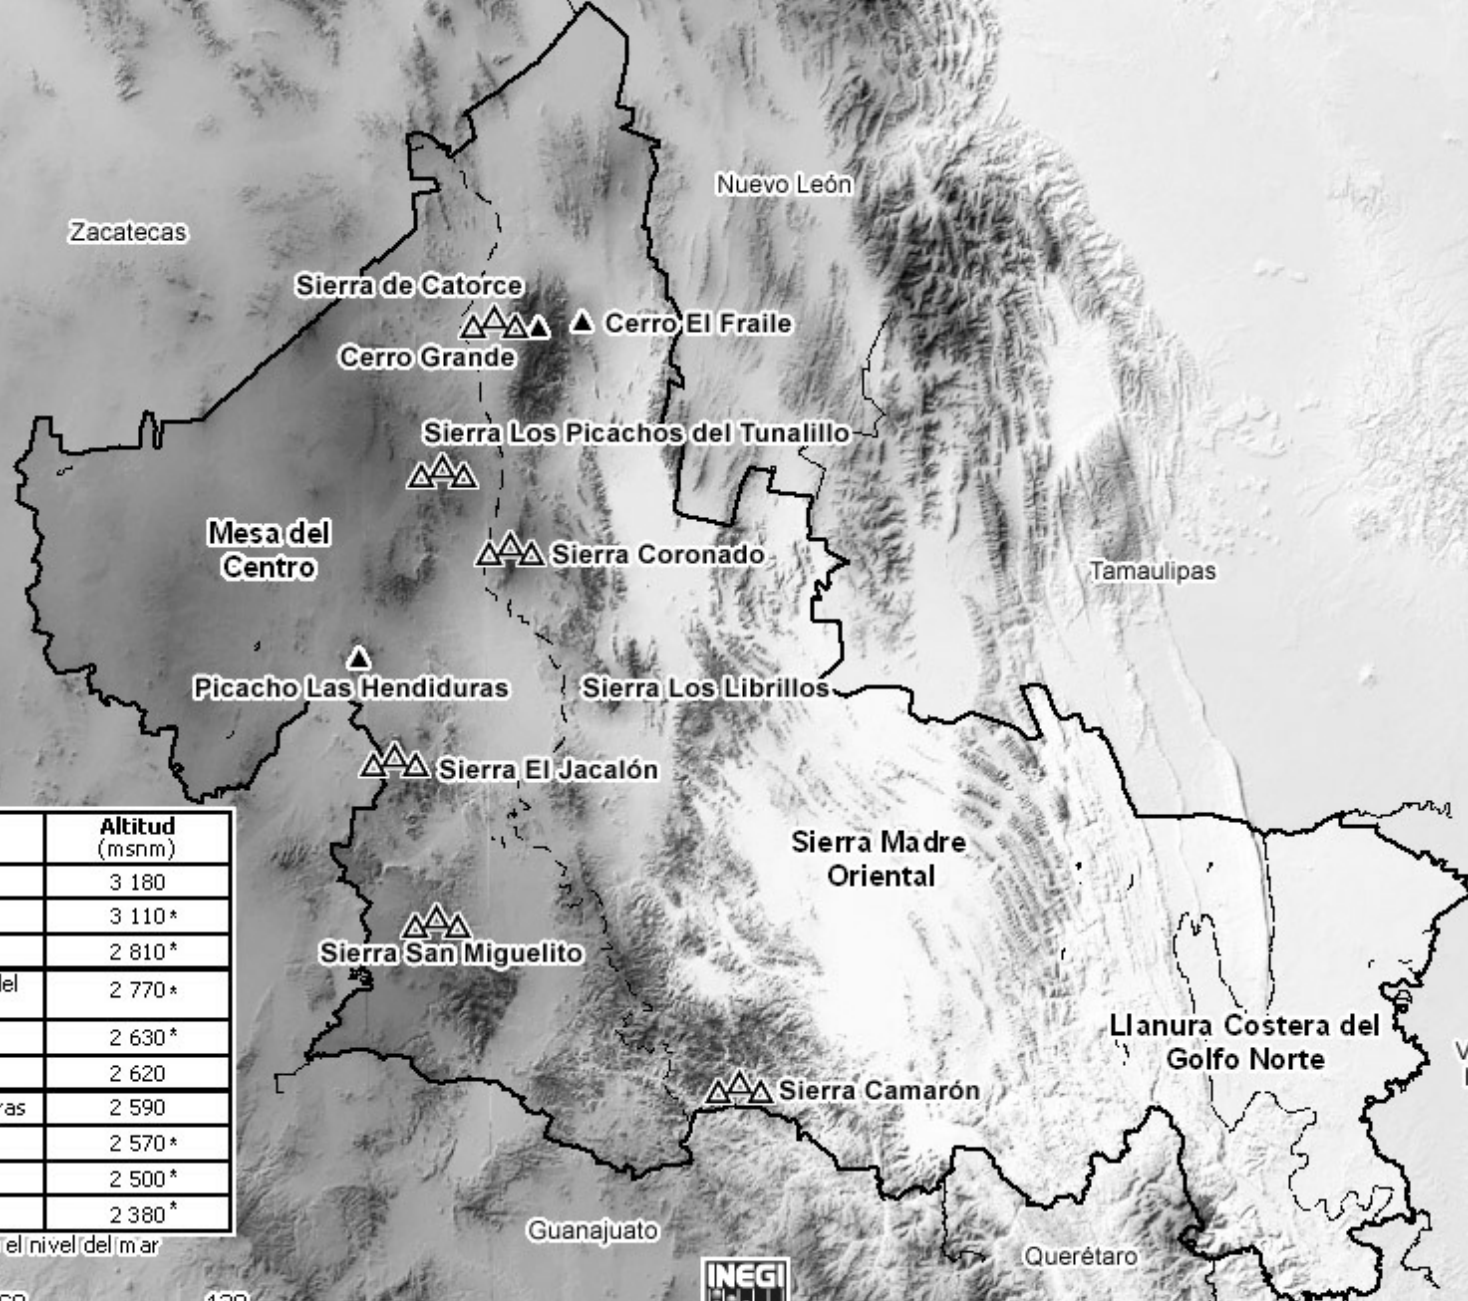 Nuevo León
Zacatecas
Sierra de Catorce
Cerro El Fraile
Cerro Grande
Sierra Los Picachos del Tunalillo
Mesa del
Centro
Sierra Coronado
Tamaulipas
Picacho Las Hendiduras
Sierra Los Librillos
Sierra El Jacalón
Altitud
(msnm)
3 180
3 110*
2 810*
del
2 770*
2 630*
2 620
ras
2 590
2 570*
2 500*
2 380*
el nivel del mar
Sierra Madre
Oriental
Sierra San Miguelito
Llanura Costera del
Golfo Norte
Sierra Camarón
Guanajuato
Querétaro
INEGI